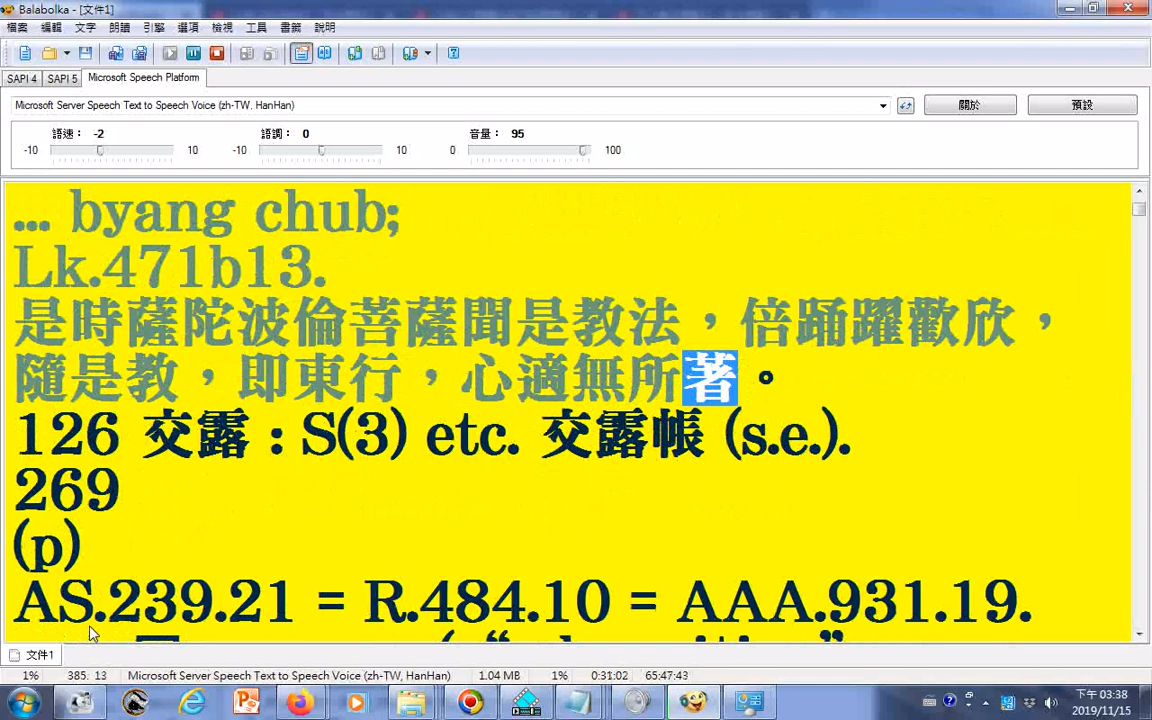 Balabolka - [文件1]
檔案 編輯 文字 朗讀 引擎 選項 檢視 工具 書籤 說明
SAPI 4 SAPI 5 Microsoft Speech Platform
Microsoft Server Speech Text to Speech Voice (zh-TW, HanHan) 關於 預設
語速： -2 語調： 0 音量： 95
-10 10 -10 10 0 100
... byang chub;
Lk.471b13.
是時薩陀波倫菩薩聞是教法，倍踊躍歡欣，
隨是教，即東行，心適無所著。
126 交露 : S(3) etc. 交露帳 (s.e.).
269
(p)
AS.239.21 = R.484.10 = AAA.931.19.
文件1
1% 385: 13 Microsoft Server Speech Text to Speech Voice (zh-TW, HanHan) 1.04 MB 1% 0:31:02 65:47:43
下午 03:38
2019/11/15